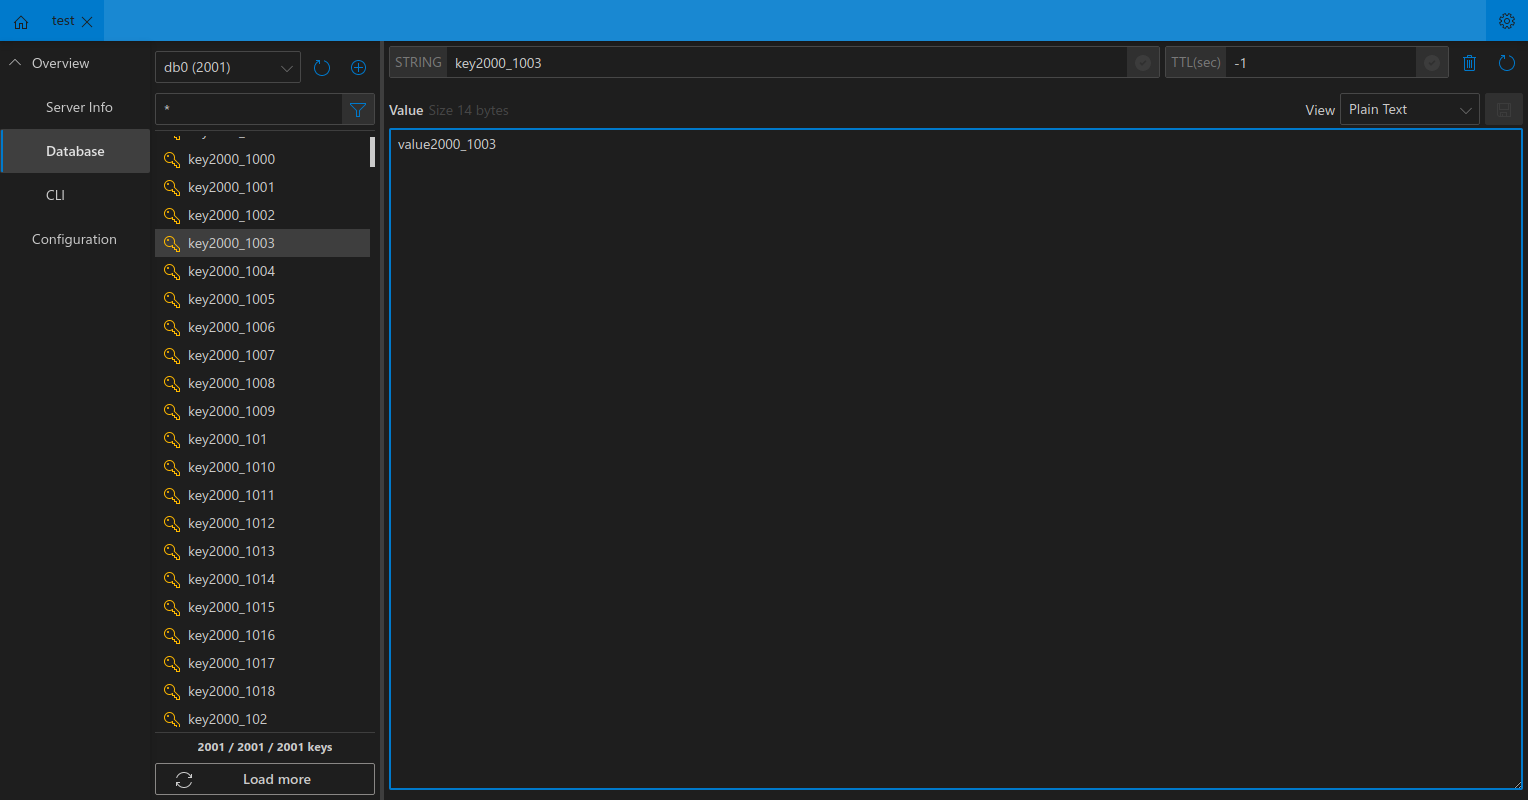 test
Overview
Server Info
Database
CLI
Configuration
db0 (2001)
*
key2000_1000
key2000_1001
key2000_1002
key2000_1003
key2000_1004
key2000_1005
key2000_1006
key2000_1007
key2000_1008
key2000_1009
key2000_101
key2000_1010
key2000_1011
key2000_1012
key2000_1013
key2000_1014
key2000_1015
key2000_1016
key2000_1017
key2000_1018
key2000_102
2001 / 2001 / 2001 keys
Load more
STRING key2000_1003 TTL(sec) -1
Value Size 14 bytes View Plain Text
value2000_1003